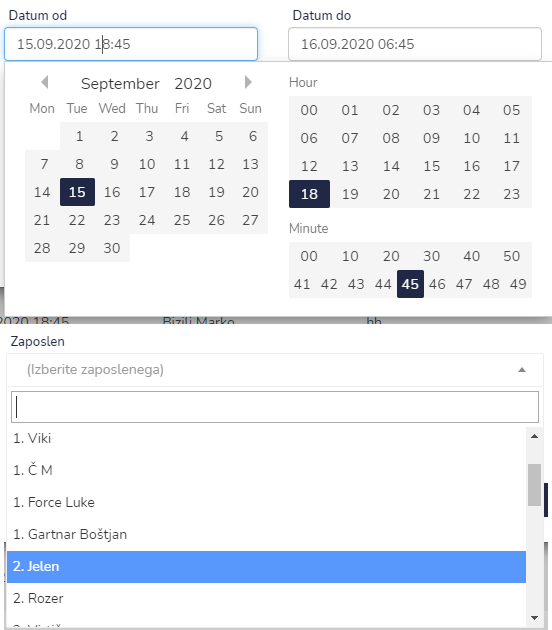 Datum od Datum do
15.09.2020 18:45 16.09.2020 06:45
September 2020
Mon Tue Wed Thu Fri Sat Sun
1 2 3 4 5 6
7 8 9 10 11 12 13
14 15 16 17 18 19 20
21 22 23 24 25 26 27
28 29 30
Hour
00 01 02 03 04 05
06 07 08 09 10 11
12 13 14 15 16 17
18 19 20 21 22 23
Minute
00 10 20 30 40 50
41 42 43 44 45 46 47 48 49
2020 18:45 Bizilj Marko hh
Zaposlen
(Izberite zaposlenega)
1. Viki
1. Č M
1. Force Luke
1. Gartnar Boštjan
2. Jelen
2. Rozer